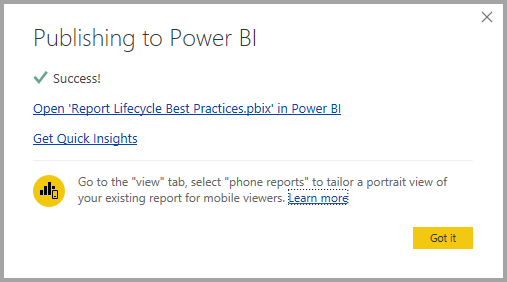 Publishing to Power BI
Success!
Open 'Report Lifecycle Best Practices.pbix' in Power BI
Get Quick Insights
Go to the "view" tab, select "phone reports" to tailor a portrait view of
your existing report for mobile viewers. Learn more
Got it